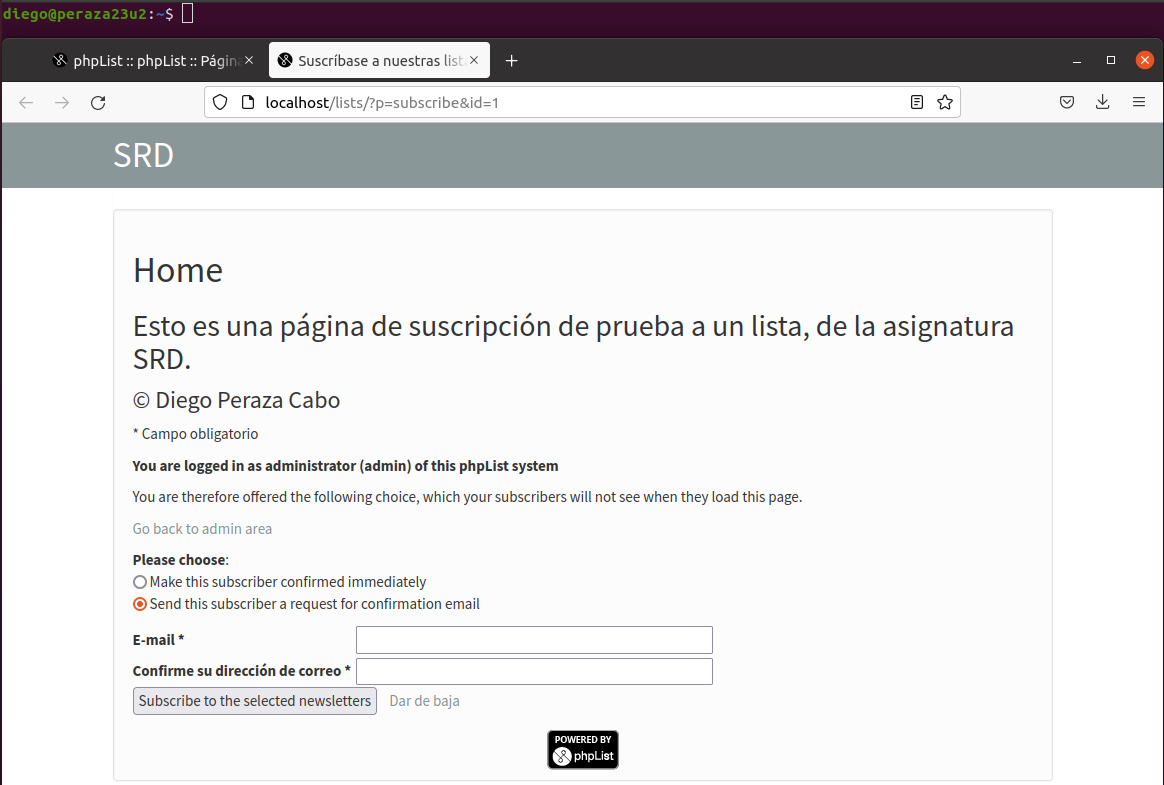 diego@peraza23u2:~$
phpList :: phpList :: Págin
Suscríbase a nuestras list
localhost/lists/?p=subscribe&id=1
SRD
Home
Esto es una página de suscripción de prueba a un lista, de la asignatura
SRD.
© Diego Peraza Cabo
* Campo obligatorio
You are logged in as administrator (admin) of this phpList system
You are therefore offered the following choice, which your subscribers will not see when they load this page.
Go back to admin area
Please choose:
Make this subscriber confirmed immediately
Send this subscriber a request for confirmation email
E-mail *
Confirme su dirección de correo *
Subscribe to the selected newsletters Dar de baja
POWERED BY
phpList